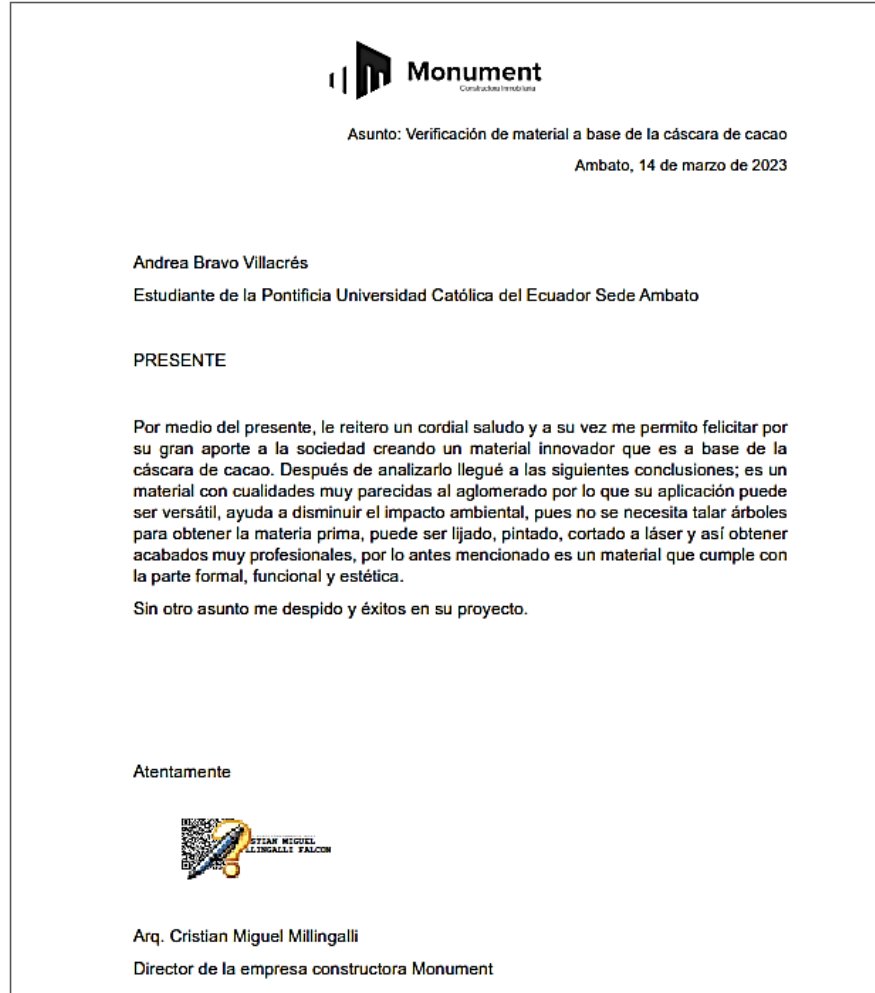 Monument
Constructora Inmobiliaria
Asunto: Verificación de material a base de la cáscara de cacao
Ambato, 14 de marzo de 2023
Andrea Bravo Villacrés
Estudiante de la Pontificia Universidad Católica del Ecuador Sede Ambato
PRESENTE
Por medio del presente, le reitero un cordial saludo y a su vez me permito felicitar por
su gran aporte a la sociedad creando un material innovador que es a base de la
cáscara de cacao. Después de analizarlo llegué a las siguientes conclusiones; es un
material con cualidades muy parecidas al aglomerado por lo que su aplicación puede
ser versátil, ayuda a disminuir el impacto ambiental, pues no se necesita talar árboles
para obtener la materia prima, puede ser lijado, pintado, cortado a láser y así obtener
acabados muy profesionales, por lo antes mencionado es un material que cumple con
la parte formal, funcional y estética.
Sin otro asunto me despido y éxitos en su proyecto.
Atentamente
STIAN MIGUEL
LLINGALLI FALCON
Arq. Cristian Miguel Millingalli
Director de la empresa constructora Monument